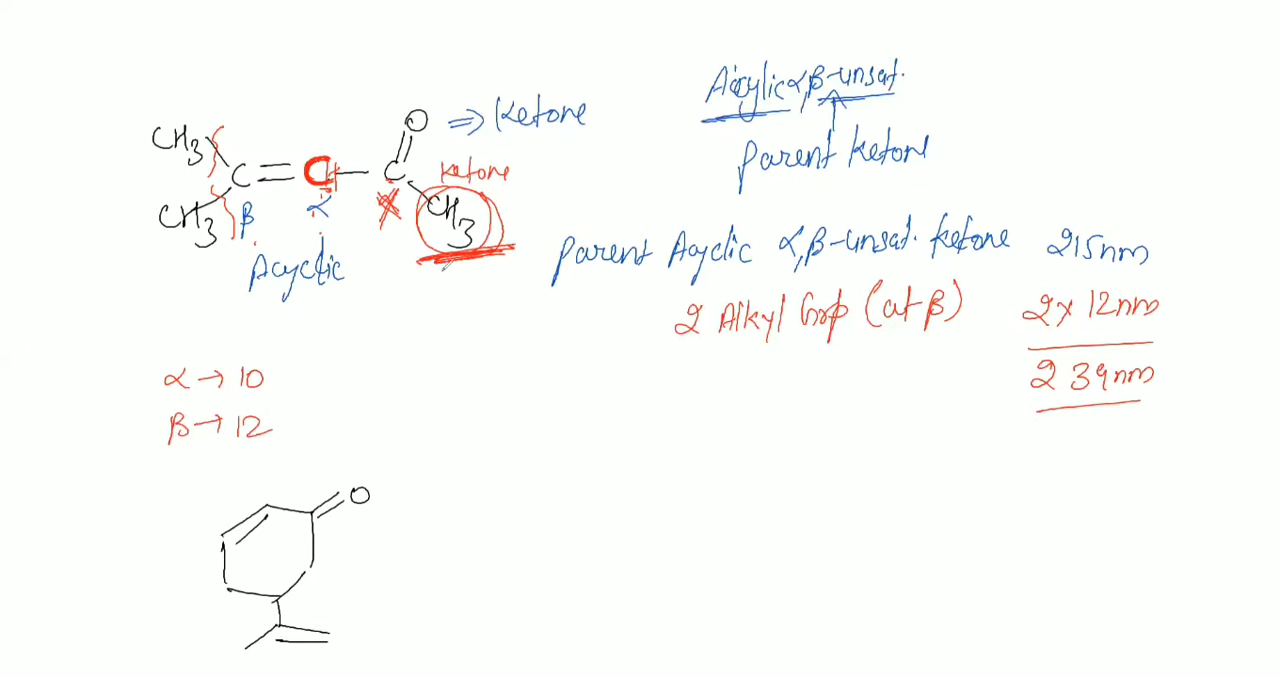 Acyclic α,β-unsat.
Parent ketone
O ⇒ Ketone
CH3
C = C — C ketone
CH3 β α CH3
Acyclic
Parent Acyclic α,β-unsat. ketone 215nm
2 Alkyl Grp (at β) 2 x 12nm
239nm
α → 10
β → 12
O